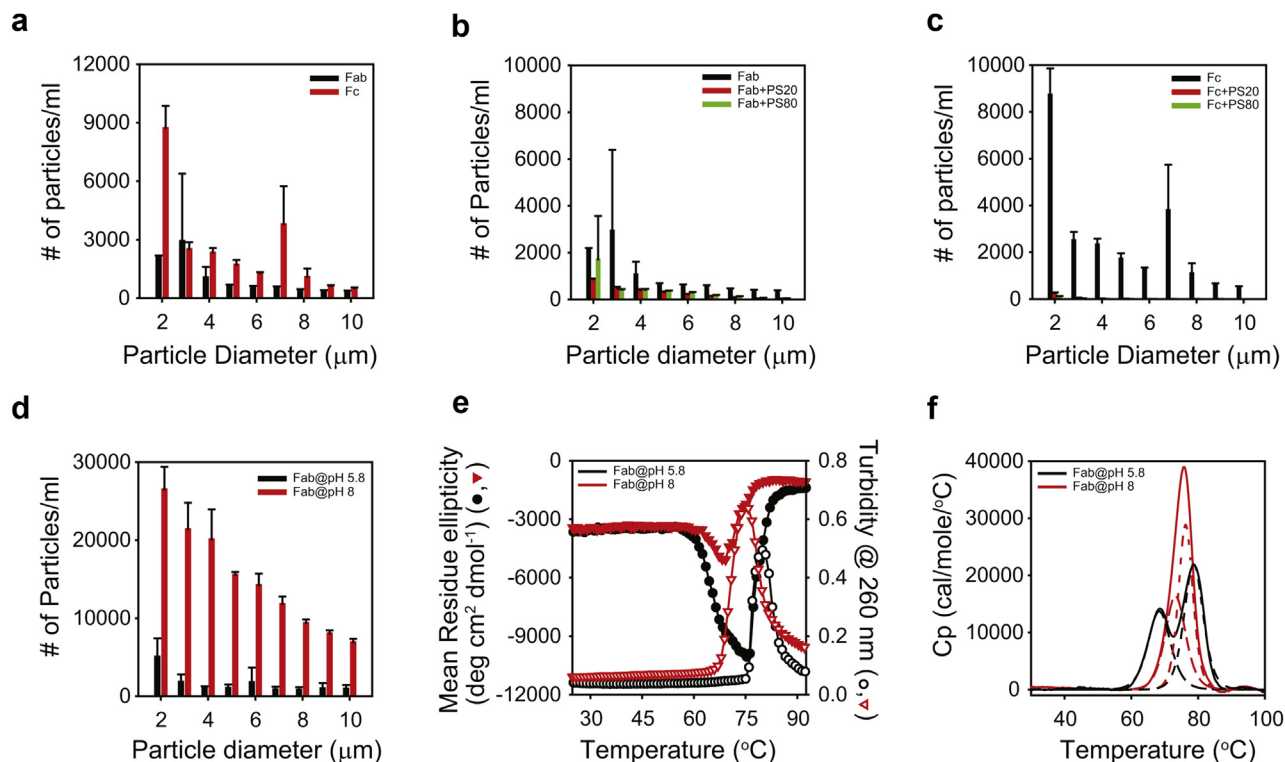 a
12000
9000
6000
3000
0
# of particles/ml
Fab
Fc
2 4 6 8 10
Particle Diameter (μm)
b
10000
8000
6000
4000
2000
0
# of Particles/ml
Fab
Fab+PS20
Fab+PS80
2 4 6 8 10
Particle diameter (μm)
c
10000
8000
6000
4000
2000
0
# of particles/ml
Fc
Fc+PS20
Fc+PS80
2 4 6 8 10
Particle Diameter (μm)
d
30000
20000
10000
0
# of Particles/ml
Fab@pH 5.8
Fab@pH 8
2 4 6 8 10
Particle diameter (μm)
e
0
-3000
-6000
-9000
-12000
Mean Residue ellipticity
(deg cm² dmol⁻¹) (●,▼)
Fab@pH 5.8
Fab@pH 8
0.8
0.6
0.4
0.2
0.0
Turbidity @ 260 nm (○,▽)
30 45 60 75 90
Temperature (°C)
f
40000
30000
20000
10000
0
Cp (cal/mole/°C)
Fab@pH 5.8
Fab@pH 8
40 60 80 100
Temperature (°C)